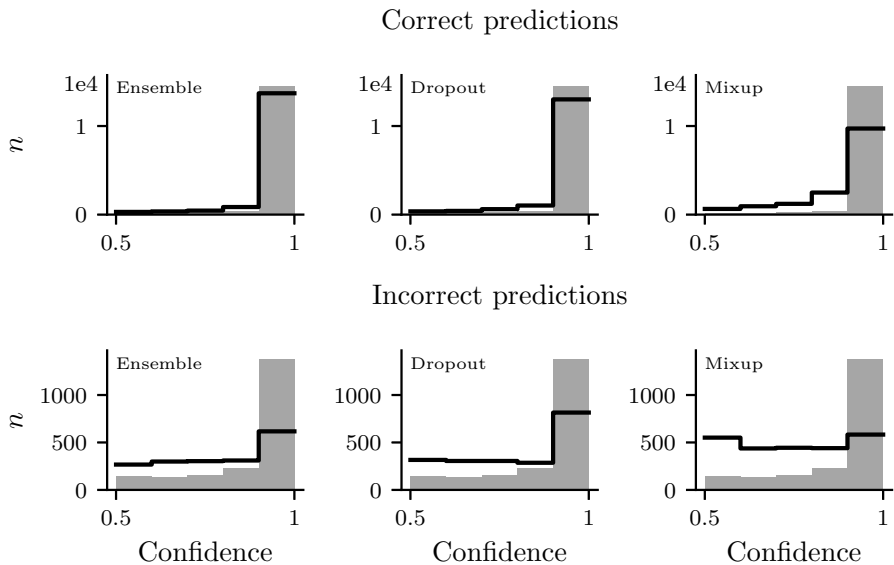 Correct predictions
1e4 1e4 1e4
Ensemble Dropout Mixup
n 1 1 1
0 0 0
0.5 1 0.5 1 0.5 1
Incorrect predictions
Ensemble Dropout Mixup
1000 1000 1000
n 500 500 500
0 0 0
0.5 1 0.5 1 0.5 1
Confidence Confidence Confidence